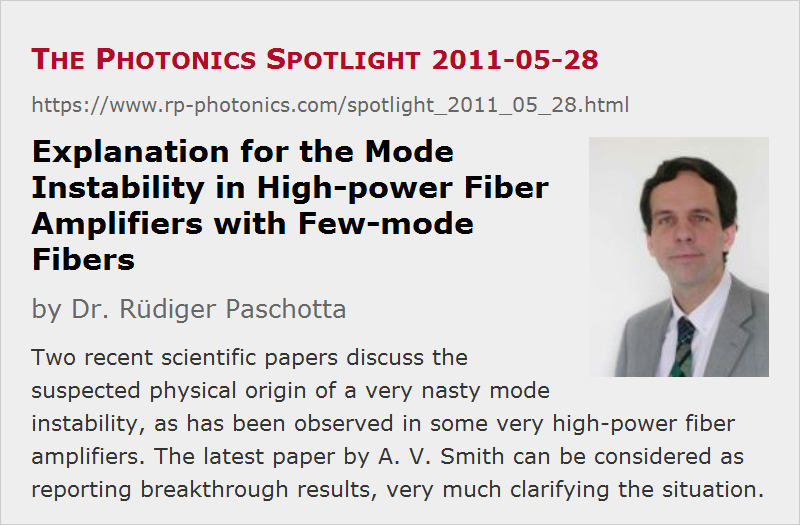 The Photonics Spotlight 2011-05-28
https://www.rp-photonics.com/spotlight_2011_05_28.html
Explanation for the Mode
Instability in High-power Fiber
Amplifiers with Few-mode
Fibers
by Dr. Rüdiger Paschotta
Two recent scientific papers discuss the
suspected physical origin of a very nasty mode
instability, as has been observed in some very high-power fiber
amplifiers. The latest paper by A. V. Smith can be considered as
reporting breakthrough results, very much clarifying the situation.